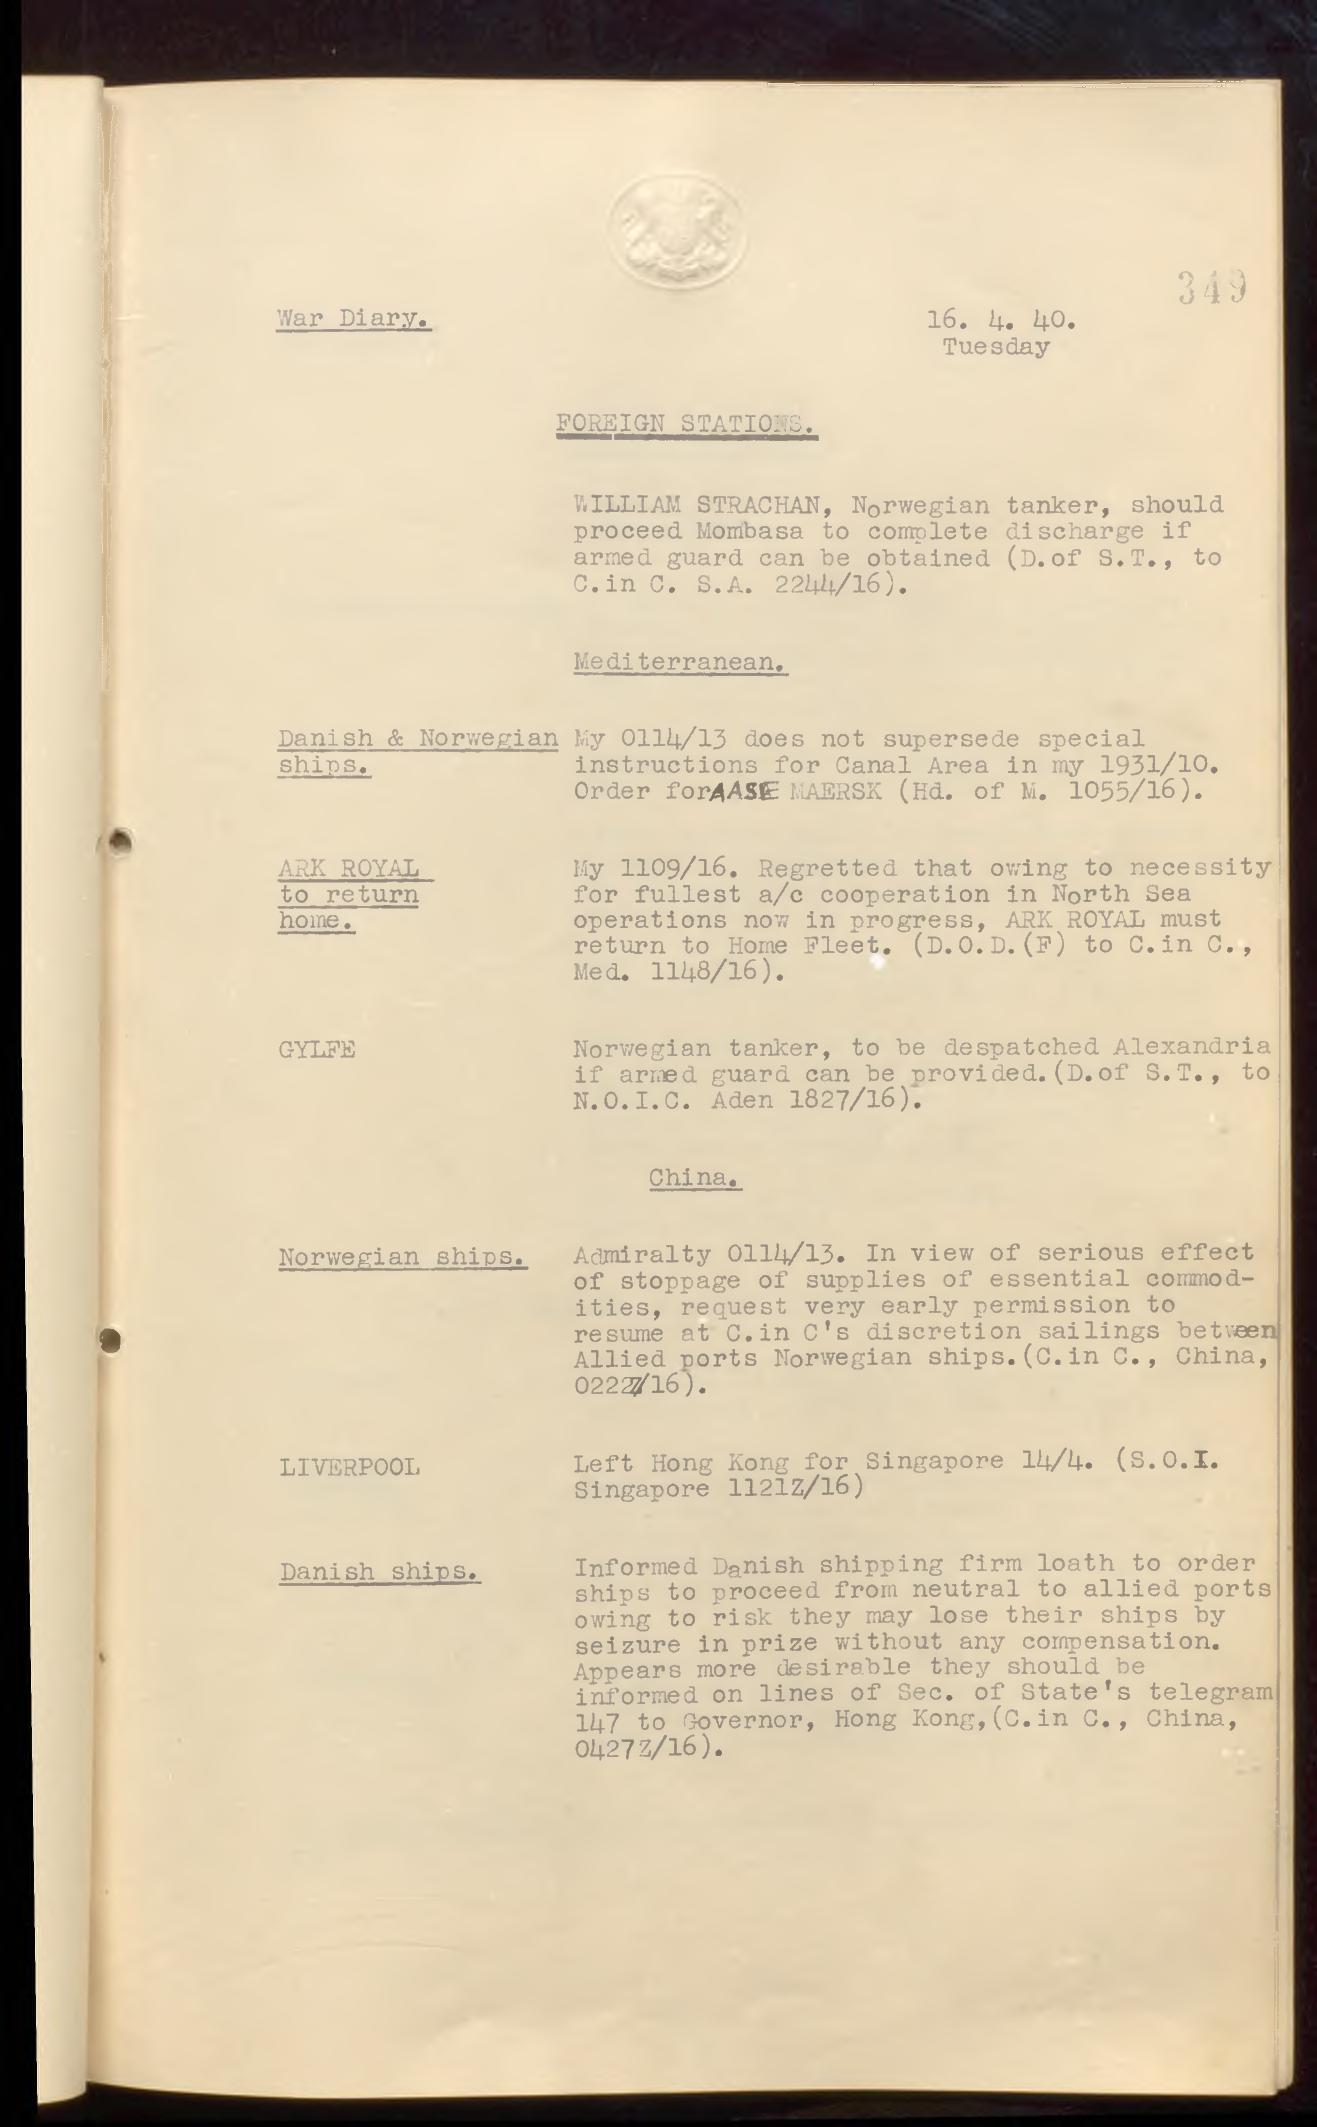 349
War Diary.
16. 4. 40.
Tuesday
FOREIGN STATIONS.
WILLIAM STRACHAN, Norwegian tanker, should
proceed Mombasa to complete discharge if
armed guard can be obtained (D.of S.T., to
C.in C. S.A. 2244/16).
Mediterranean.
Danish & Norwegian
ships.
My 0114/13 does not supersede special
instructions for Canal Area in my 1931/10.
Order for AASE MAERSK (Hd. of M. 1055/16).
ARK ROYAL
to return
home.
My 1109/16. Regretted that owing to necessity
for fullest a/c cooperation in North Sea
operations now in progress, ARK ROYAL must
return to Home Fleet. (D.O.D.(F) to C.in C.,
Med. 1148/16).
GYLFE
Norwegian tanker, to be despatched Alexandria
if armed guard can be provided.(D.of S.T., to
N.O.I.C. Aden 1827/16).
China.
Norwegian ships.
Admiralty 0114/13. In view of serious effect
of stoppage of supplies of essential commod-
ities, request very early permission to
resume at C.in C's discretion sailings between
Allied ports Norwegian ships.(C.in C., China,
LIVERPOOL
Left Hong Kong for Singapore 14/4. (S.O.I.
Singapore 1121Z/16)
Danish ships.
Informed Danish shipping firm loath to order
ships to proceed from neutral to allied ports
owing to risk they may lose their ships by
seizure in prize without any compensation.
Appears more desirable they should be
informed on lines of Sec. of State's telegram
147 to Governor, Hong Kong,(C.in C., China,
0427Z/16).